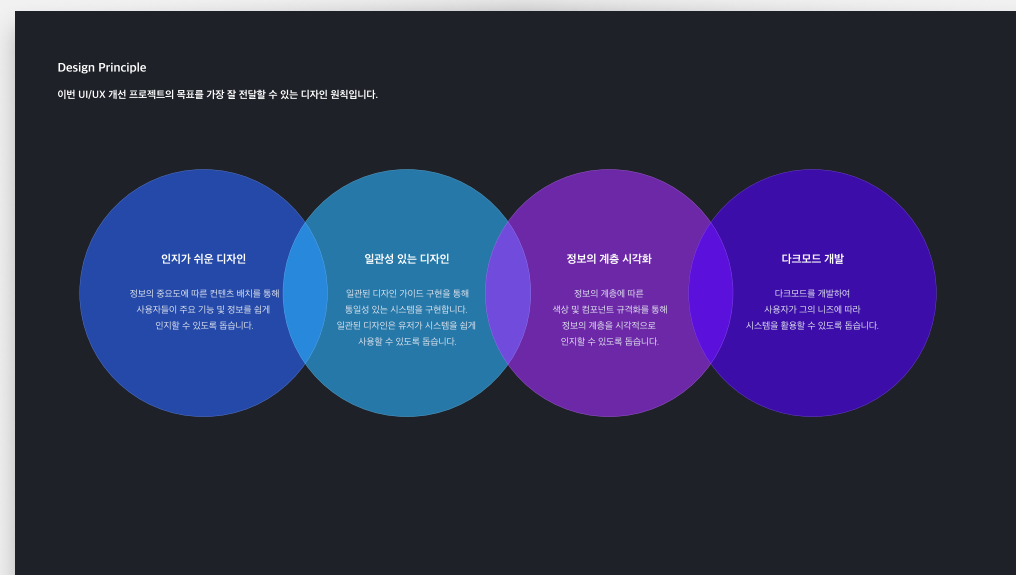 Design Principle
이번 UI/UX 개선 프로젝트의 목표를 가장 잘 전달할 수 있는 디자인 원칙입니다.
인지가 쉬운 디자인
정보의 중요도에 따른 컨텐츠 배치를 통해
사용자들이 주요 기능 및 정보를 쉽게
인지할 수 있도록 돕습니다.
일관성 있는 디자인
일관된 디자인 가이드 구현을 통해
통일성 있는 시스템을 구현합니다.
일관된 디자인은 유저가 시스템을 쉽게
사용할 수 있도록 돕습니다.
정보의 계층 시각화
정보의 계층에 따른
색상 및 컴포넌트 규격화를 통해
정보의 계층을 시각적으로
인지할 수 있도록 돕습니다.
다크모드 개발
다크모드를 개발하여
사용자가 그의 니즈에 따라
시스템을 활용할 수 있도록 돕습니다.